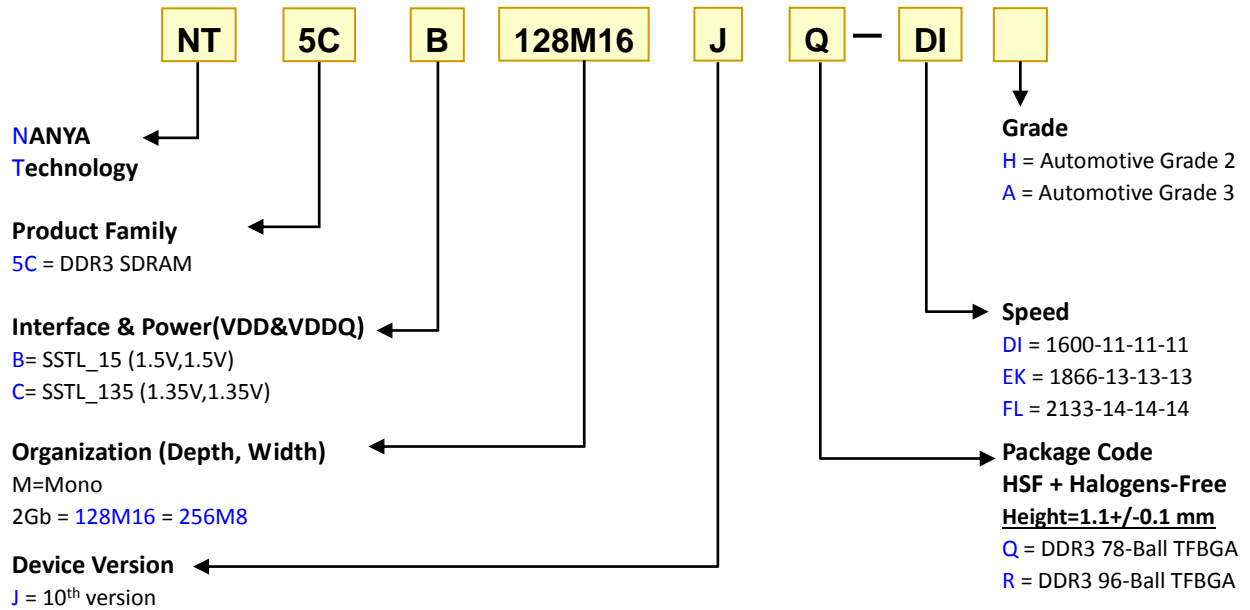 NT 5C B 128M16 J Q — DI
NANYA
Technology
Product Family
5C = DDR3 SDRAM
Interface & Power(VDD&VDDQ)
B= SSTL_15 (1.5V,1.5V)
C= SSTL_135 (1.35V,1.35V)
Organization (Depth, Width)
M=Mono
2Gb = 128M16 = 256M8
Device Version
J = 10th version
Grade
H = Automotive Grade 2
A = Automotive Grade 3
Speed
DI = 1600-11-11-11
EK = 1866-13-13-13
FL = 2133-14-14-14
Package Code
HSF + Halogens-Free
Height=1.1+/-0.1 mm
Q = DDR3 78-Ball TFBGA
R = DDR3 96-Ball TFBGA